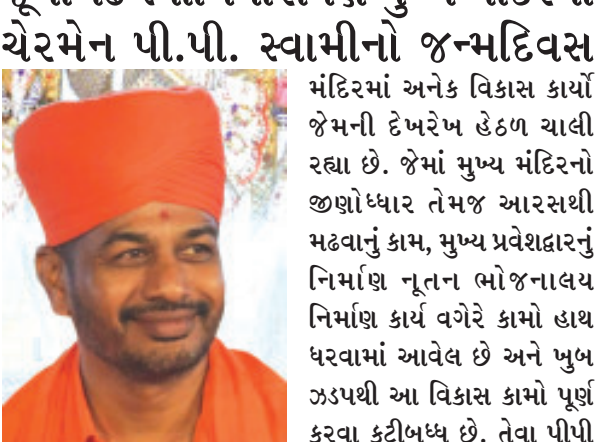 ચેરમેન પી.પી. સ્વામીનો જન્મદિવસ
મંદિરમાં અનેક વિકાસ કાર્યો
જેમની દેખરેખ હેઠળ ચાલી
રહ્યા છે. જેમાં મુખ્ય મંદિરનો
જીણોધ્ધાર તેમજ આરસથી
મઢવાનું કામ, મુખ્ય પ્રવેશદ્વારનું
નિર્માણ નૂતન ભોજનાલય
નિર્માણ કાર્ય વગેરે કામો હાથ
ધરવામાં આવેલ છે અને ખુબ
ઝડપથી આ વિકાસ કામો પૂર્ણ
કરવા કટીબધ્ધ છે. તેવા પીપી